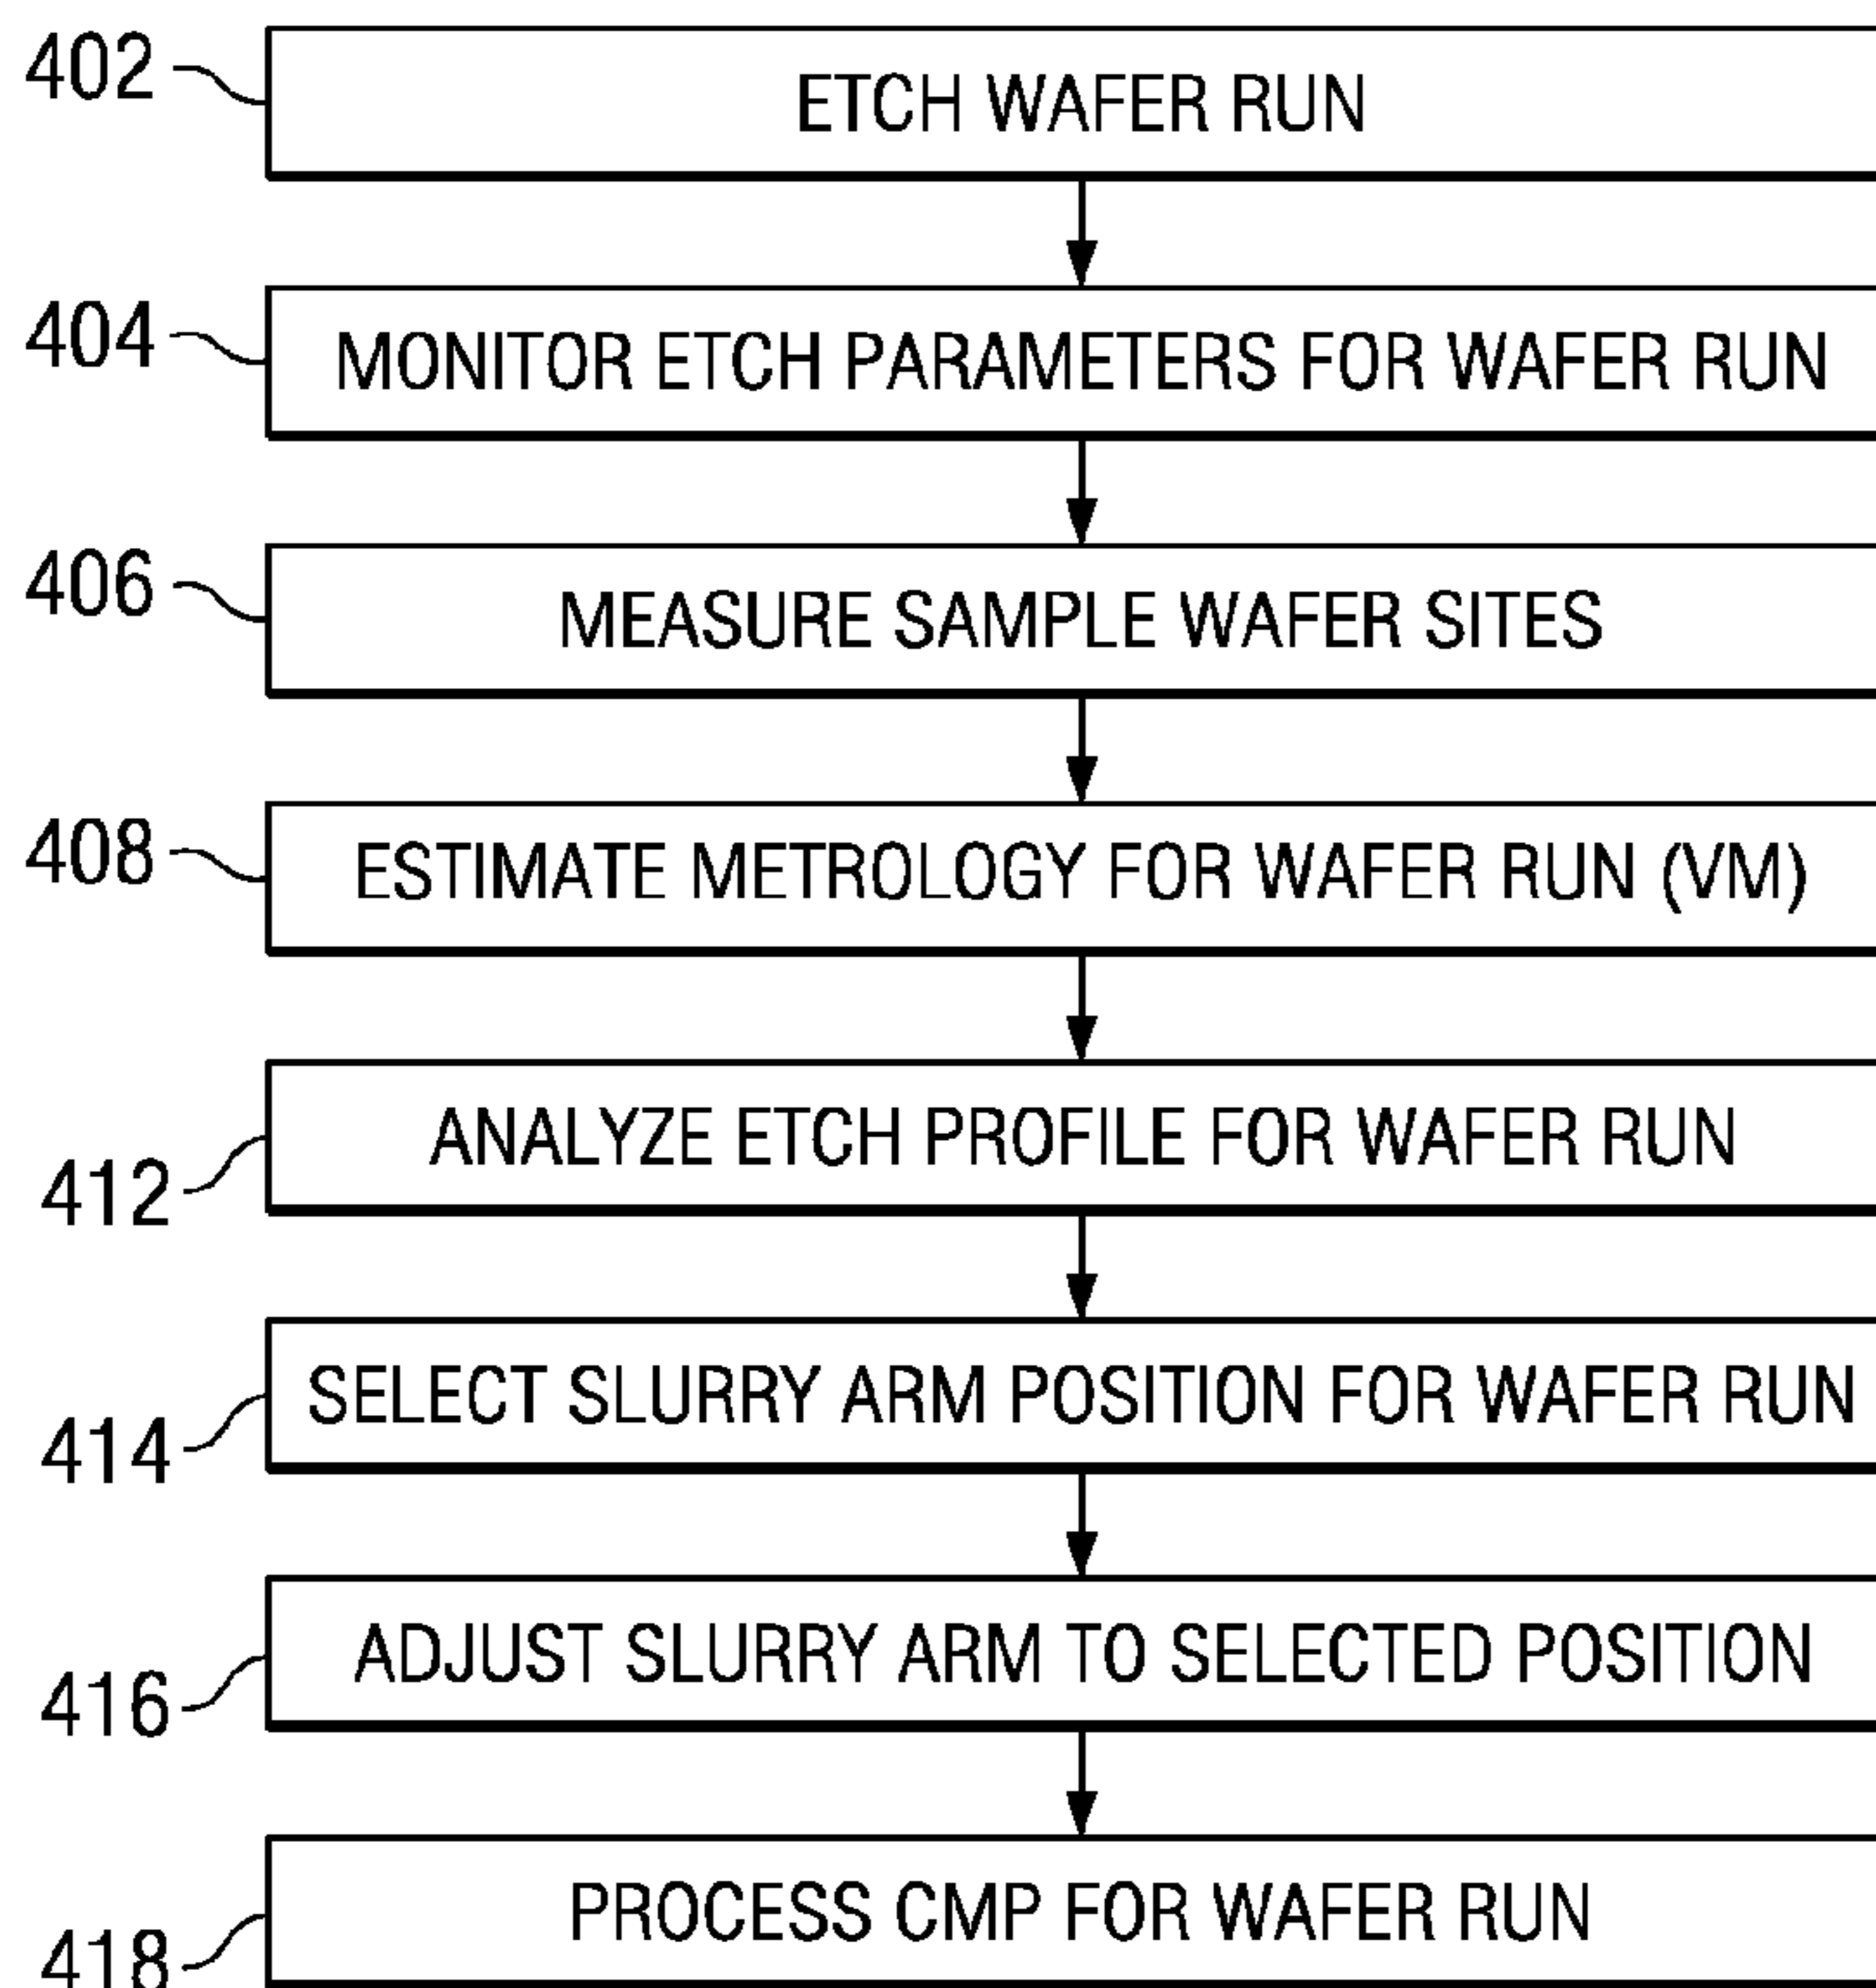 402 ETCH WAFER RUN
404 MONITOR ETCH PARAMETERS FOR WAFER RUN
406 MEASURE SAMPLE WAFER SITES
408 ESTIMATE METROLOGY FOR WAFER RUN (VM)
412 ANALYZE ETCH PROFILE FOR WAFER RUN
414 SELECT SLURRY ARM POSITION FOR WAFER RUN
416 ADJUST SLURRY ARM TO SELECTED POSITION
418 PROCESS CMP FOR WAFER RUN